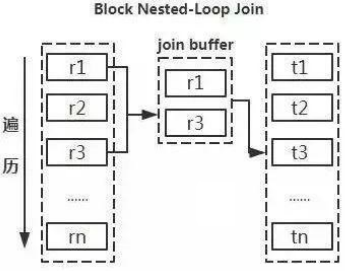 Block Nested-Loop Join
join buffer
遍历
r1
r2
r3
......
rn
r1
r3
t1
t2
t3
......
tn